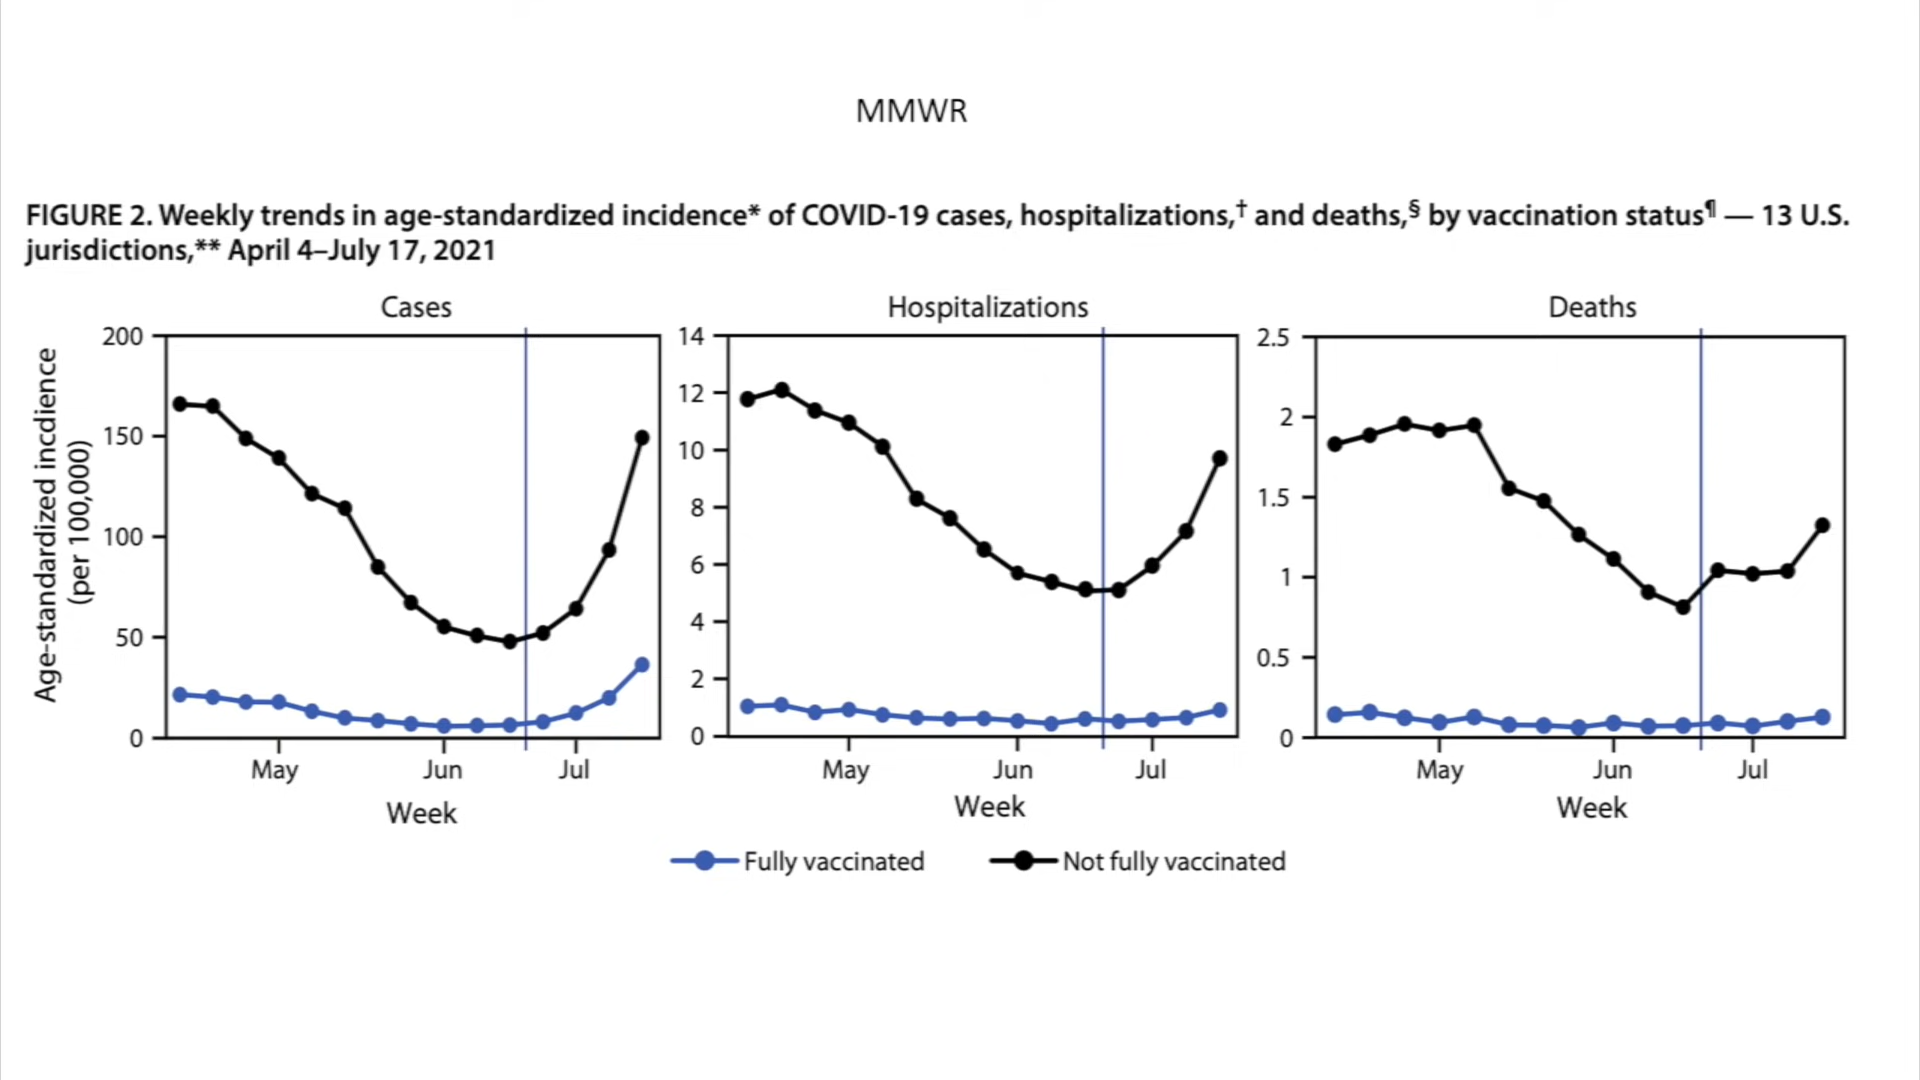 MMWR
FIGURE 2. Weekly trends in age-standardized incidence* of COVID-19 cases, hospitalizations,† and deaths,§ by vaccination status¶ — 13 U.S.
jurisdictions,** April 4–July 17, 2021
Cases
Age-standardized incdience
(per 100,000)
200
150
100
50
0
May Jun Jul
Week
Hospitalizations
14
12
10
8
6
4
2
0
May Jun Jul
Week
Deaths
2.5
2
1.5
1
0.5
0
May Jun Jul
Week
Fully vaccinated Not fully vaccinated